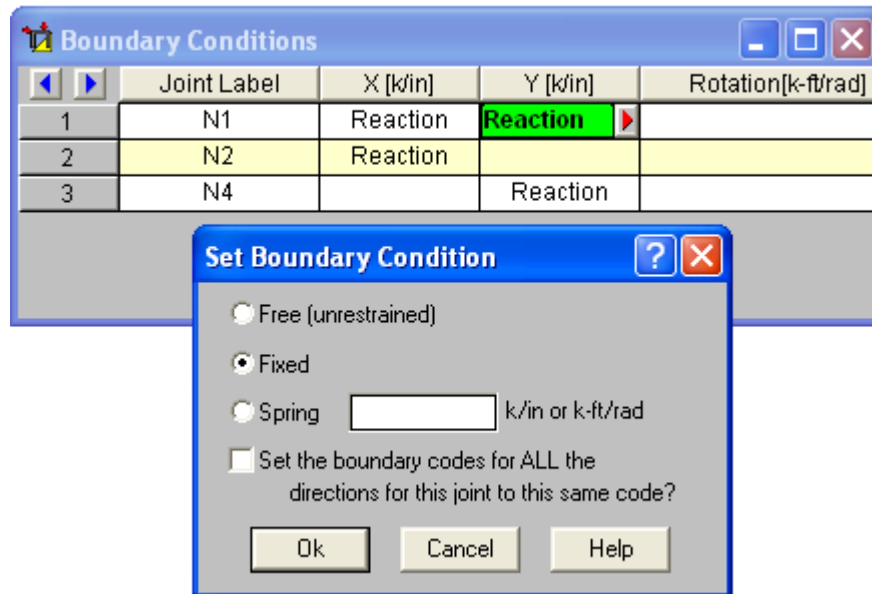 Boundary Conditions
Joint Label X [k/in] Y [k/in] Rotation[k-ft/rad]
1 N1 Reaction Reaction
2 N2 Reaction
3 N4 Reaction
Set Boundary Condition
Free (unrestrained)
Fixed
Spring k/in or k-ft/rad
Set the boundary codes for ALL the
directions for this joint to this same code?
Ok Cancel Help